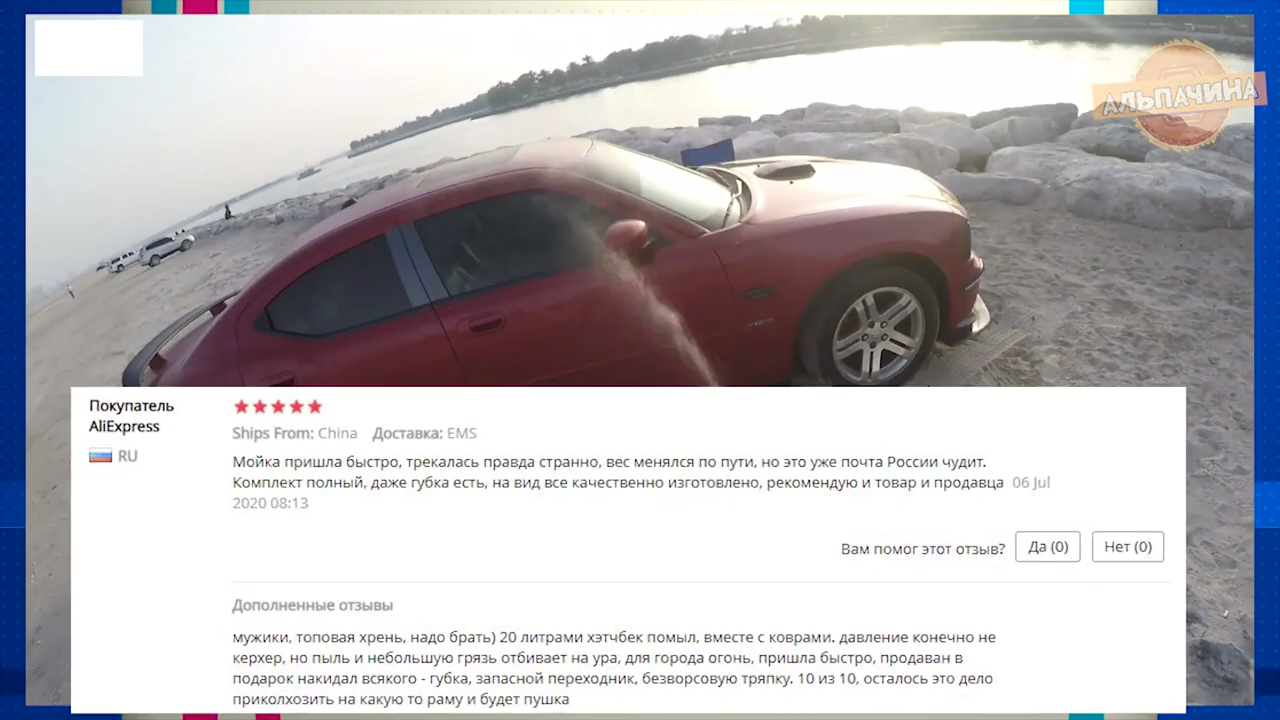 АЛЬПАЧИНА
Покупатель
AliExpress
RU
Ships From: China Доставка: EMS
Мойка пришла быстро, трекалась правда странно, вес менялся по пути, но это уже почта России чудит.
Комплект полный, даже губка есть, на вид все качественно изготовлено, рекомендую и товар и продавца 06 Jul
2020 08:13
Вам помог этот отзыв? Да (0) Нет (0)
Дополненные отзывы
мужики, топовая хрень, надо брать) 20 литрами хэтчбек помыл, вместе с коврами. давление конечно не
керхер, но пыль и небольшую грязь отбивает на ура, для города огонь, пришла быстро, продаван в
подарок накидал всякого - губка, запасной переходник, безворсовую тряпку. 10 из 10, осталось это дело
приколхозить на какую то раму и будет пушка